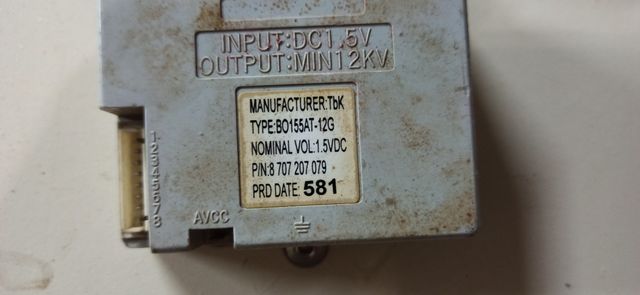 INPUT:DC1.5V
OUTPUT:MIN12KV
MANUFACTURER:TbK
TYPE:BO155AT-12G
NOMINAL VOL:1.5VDC
P/N:8 707 207 079
PRD DATE: 581
1
2
3
4
5
6
7
8
AVCC